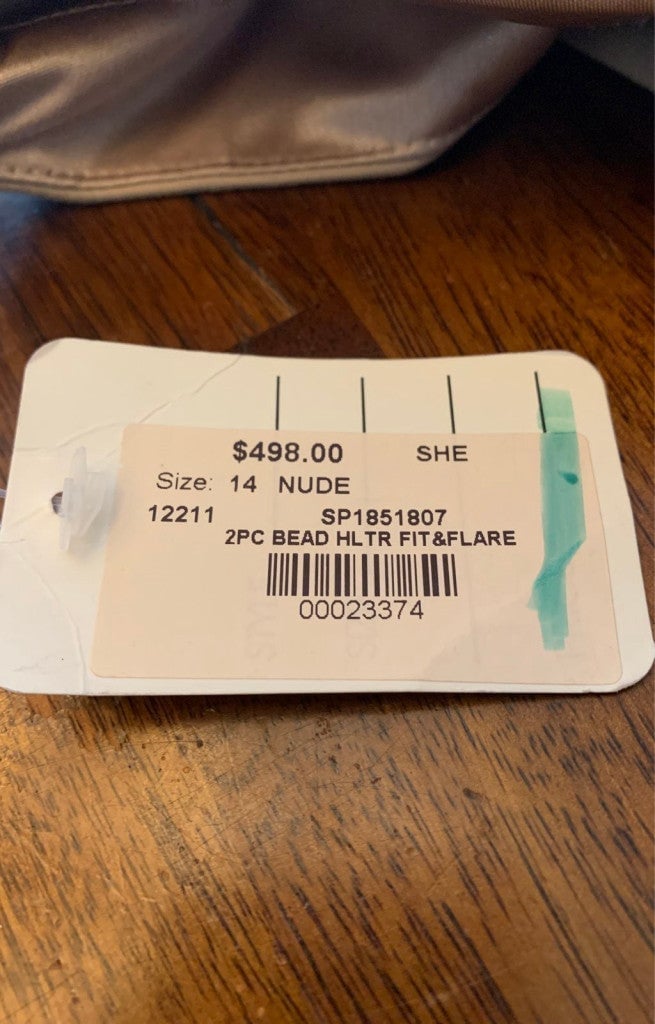 $498.00 SHE
Size: 14 NUDE
12211 SP1851807
2PC BEAD HLTR FIT&FLARE
00023374